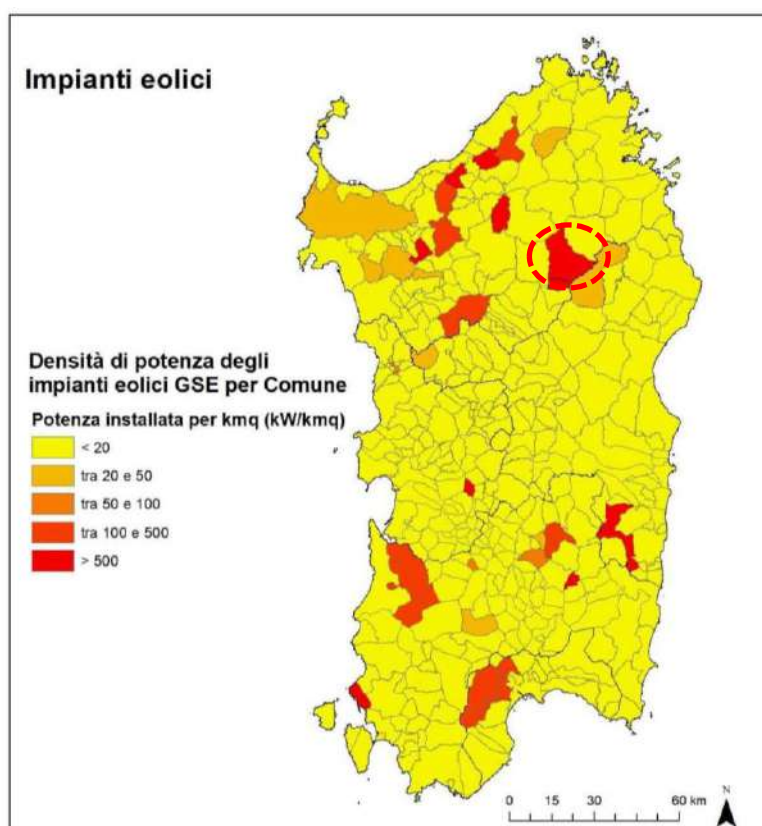 Impianti eolici
Densità di potenza degli
impianti eolici GSE per Comune
Potenza installata per kmq (kW/kmq)
< 20
tra 20 e 50
tra 50 e 100
tra 100 e 500
> 500
0 15 30 60 km
N